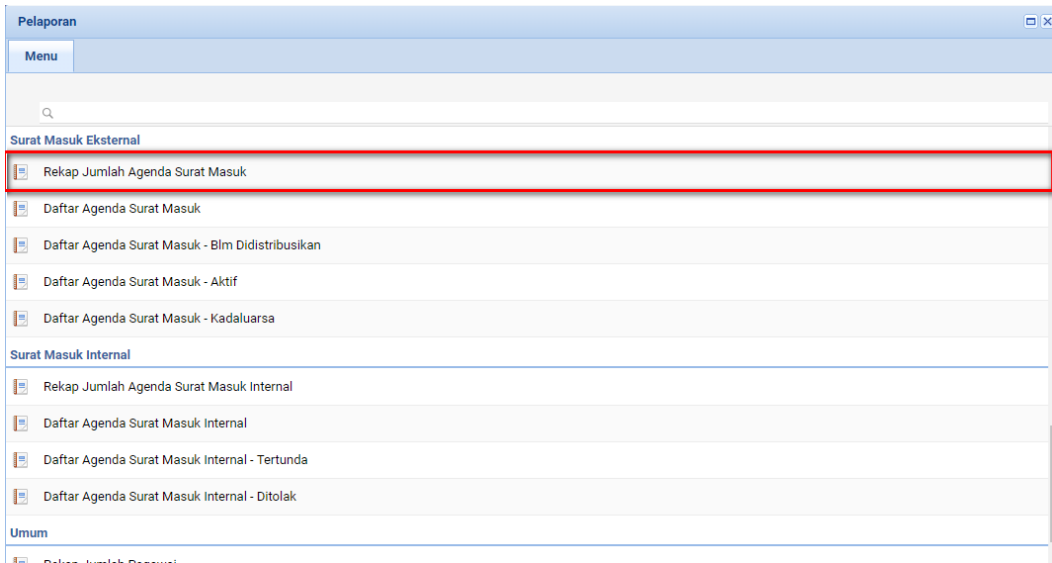 Pelaporan
Menu
Surat Masuk Eksternal
Rekap Jumlah Agenda Surat Masuk
Daftar Agenda Surat Masuk
Daftar Agenda Surat Masuk - Blm Didistribusikan
Daftar Agenda Surat Masuk - Aktif
Daftar Agenda Surat Masuk - Kadaluarsa
Surat Masuk Internal
Rekap Jumlah Agenda Surat Masuk Internal
Daftar Agenda Surat Masuk Internal
Daftar Agenda Surat Masuk Internal - Tertunda
Daftar Agenda Surat Masuk Internal - Ditolak
Umum
Rekap Jumlah Pegawai